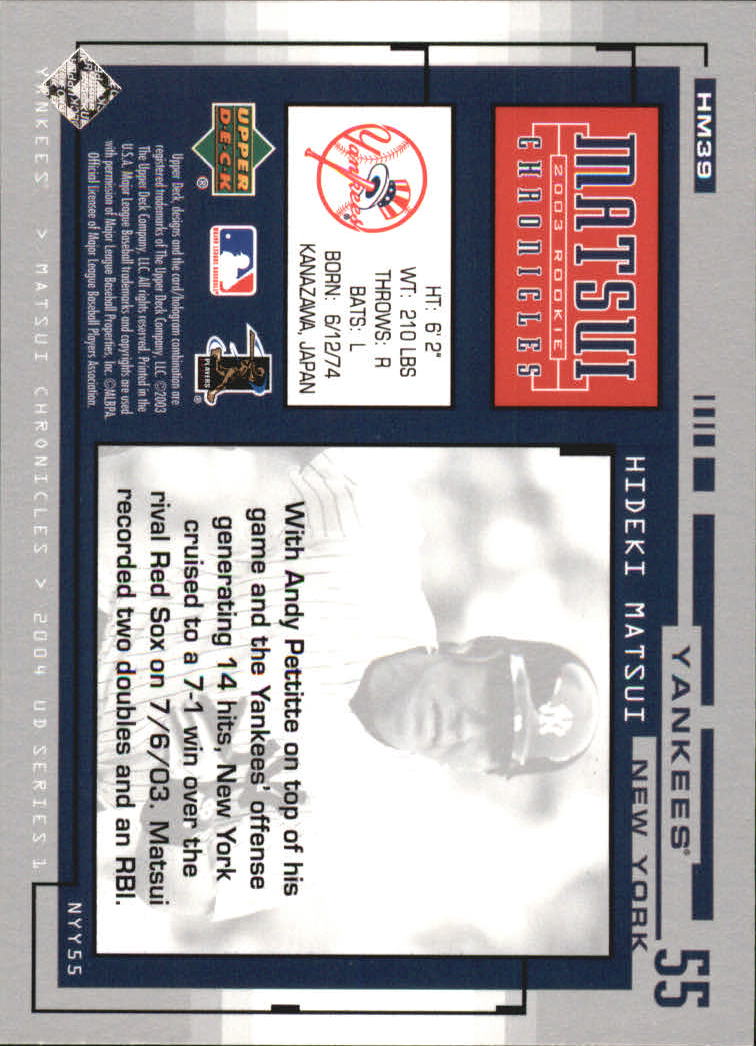 HM39
YANKEES® 55
NEW YORK
HIDEKI MATSUI
MATSUI
2003 ROOKIE
CHRONICLES
Yankees®
HT: 6' 2"
WT: 210 LBS
THROWS: R
BATS: L
BORN: 6/12/74
KANAZAWA, JAPAN
UPPER
DECK®
MAJOR LEAGUE BASEBALL®
PLAYERS®
Upper Deck, designs and the card/hologram combination are
registered trademarks of The Upper Deck Company, LLC. ©2003
The Upper Deck Company, LLC. All rights reserved. Printed in the
U.S.A. Major League Baseball trademarks and copyrights are used
with permission of Major League Baseball Properties, Inc. ©MLBPA
Official Licensee of Major League Baseball Players Association.
With Andy Pettitte on top of his
game and the Yankees' offense
generating 14 hits, New York
cruised to a 7-1 win over the
rival Red Sox on 7/6/03. Matsui
recorded two doubles and an RBI.
NYY55
YANKEES® > MATSUI CHRONICLES > 2004 UD SERIES 1